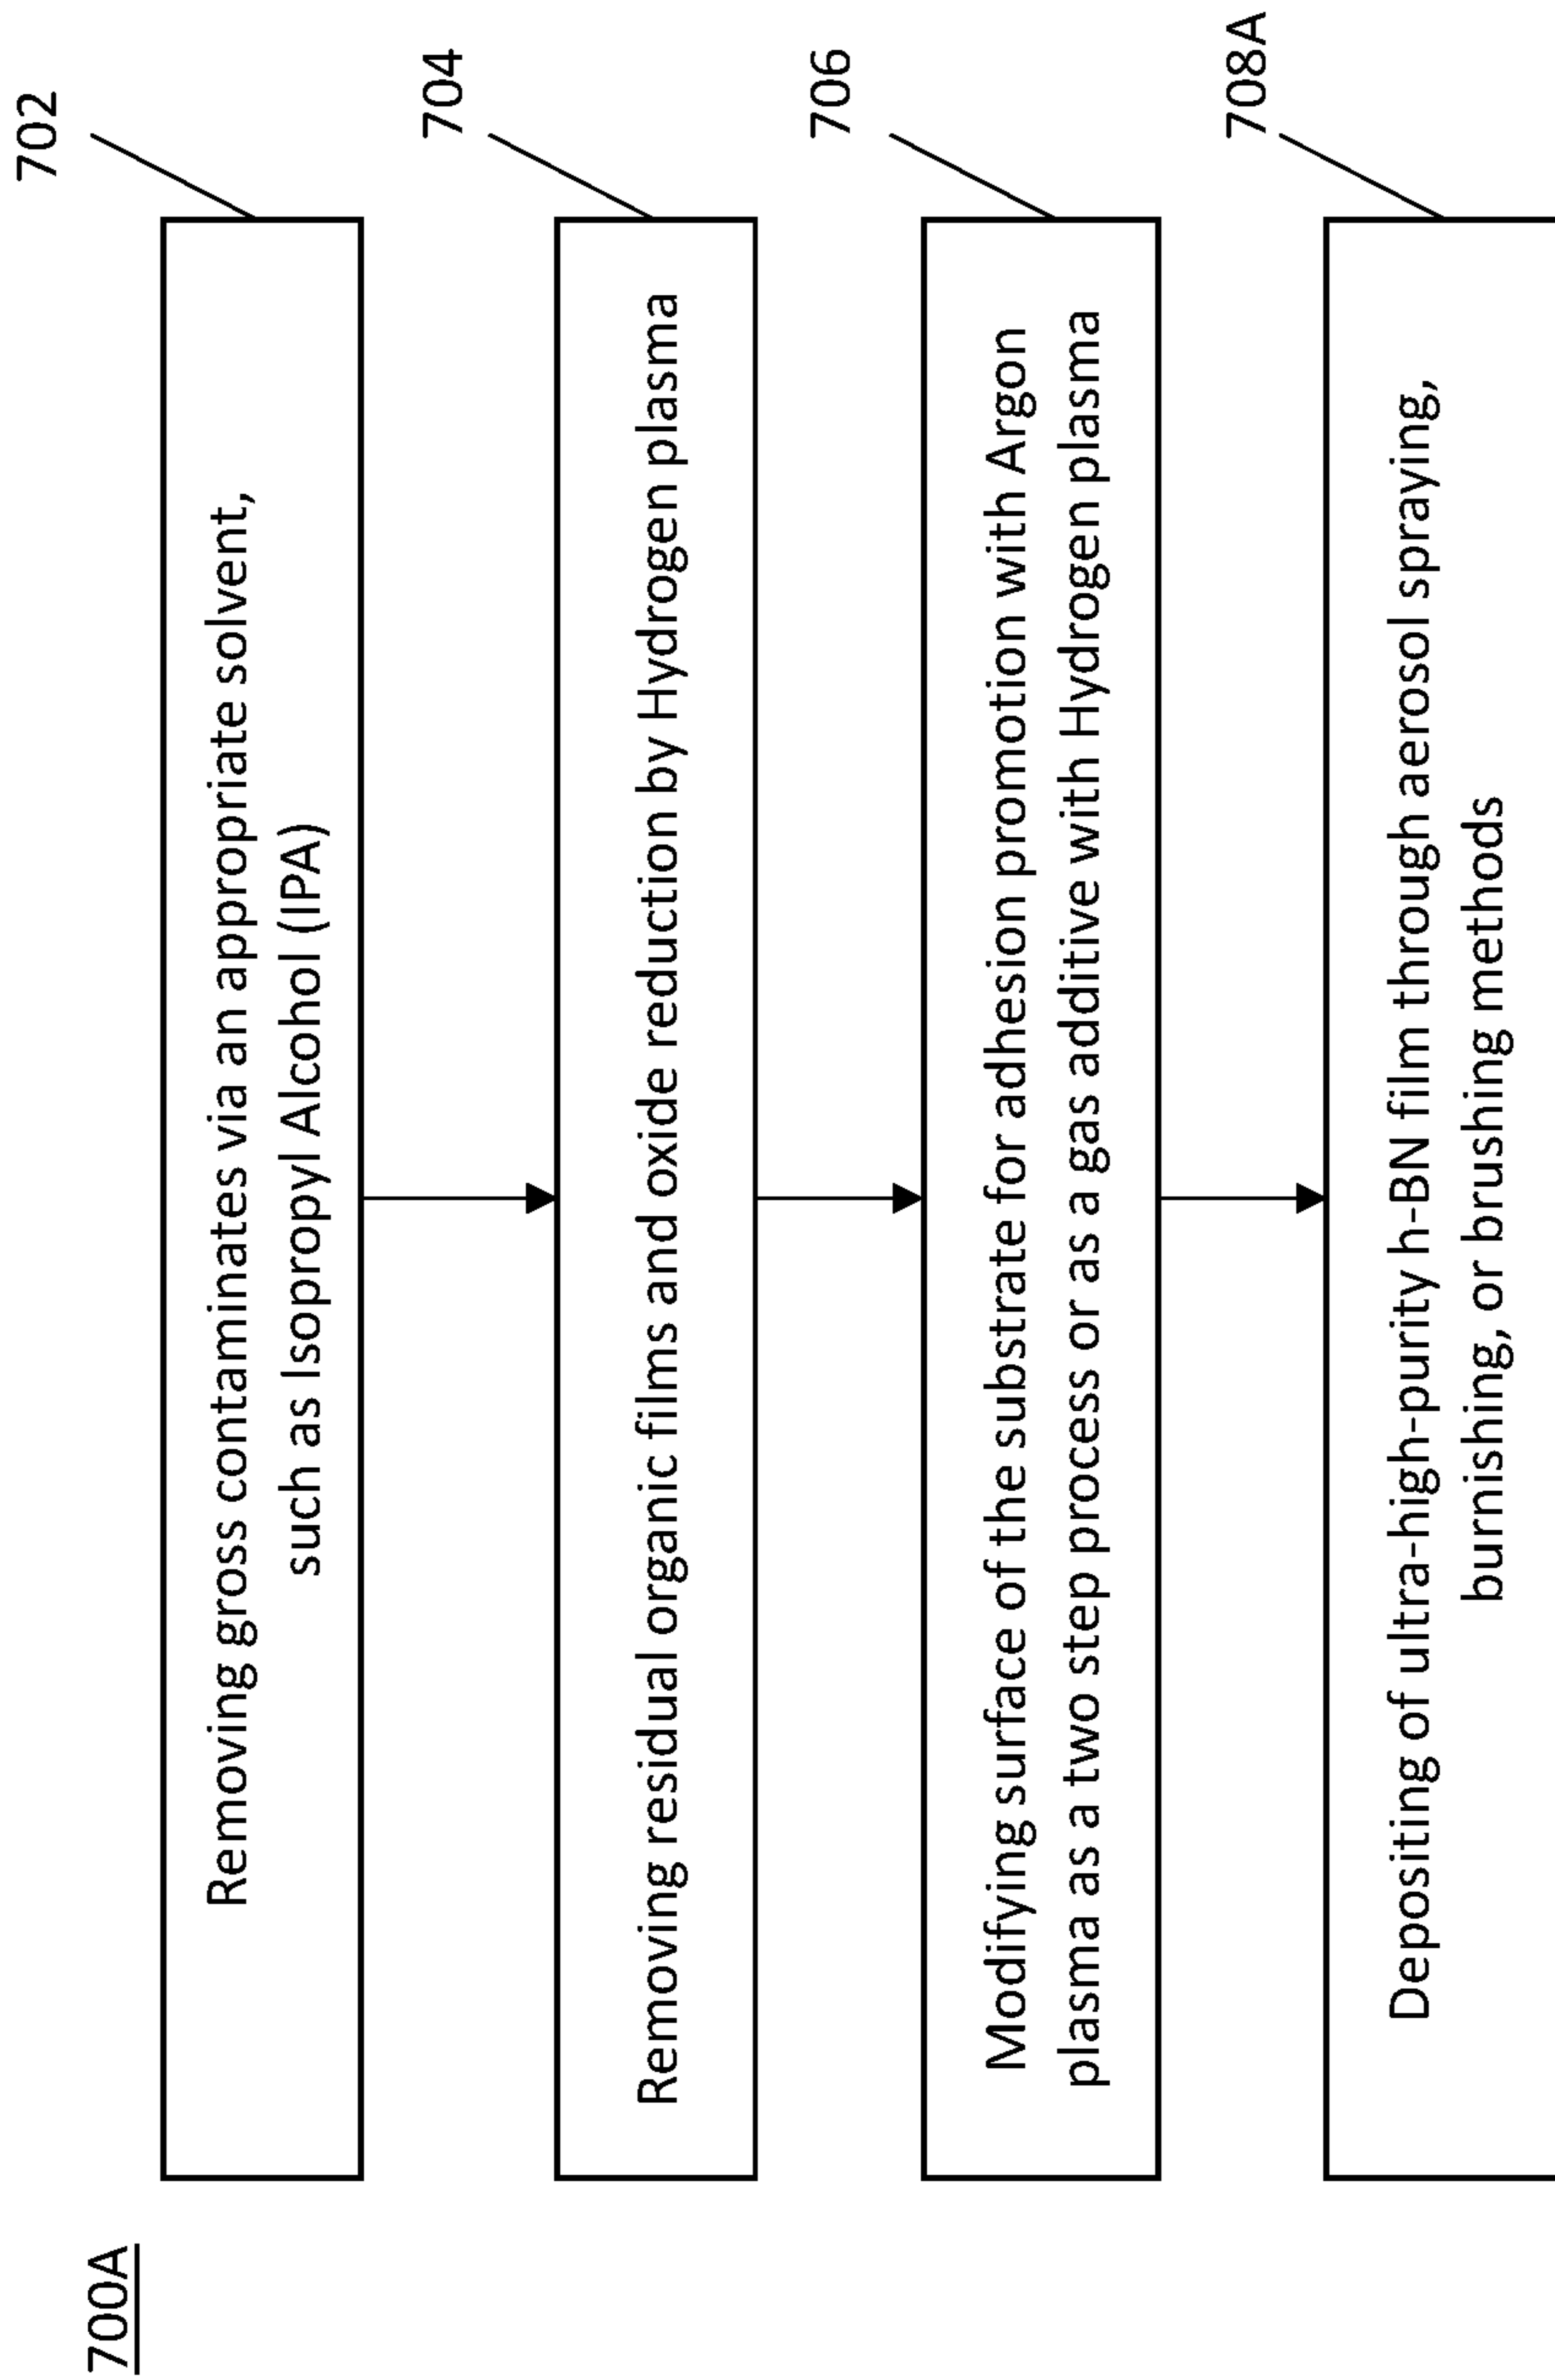 700A
702
Removing gross contaminates via an appropriate solvent,
such as Isopropyl Alcohol (IPA)
704
Removing residual organic films and oxide reduction by Hydrogen plasma
706
Modifying surface of the substrate for adhesion promotion with Argon
plasma as a two step process or as a gas additive with Hydrogen plasma
708A
Depositing of ultra-high-purity h-BN film through aerosol spraying,
burnishing, or brushing methods